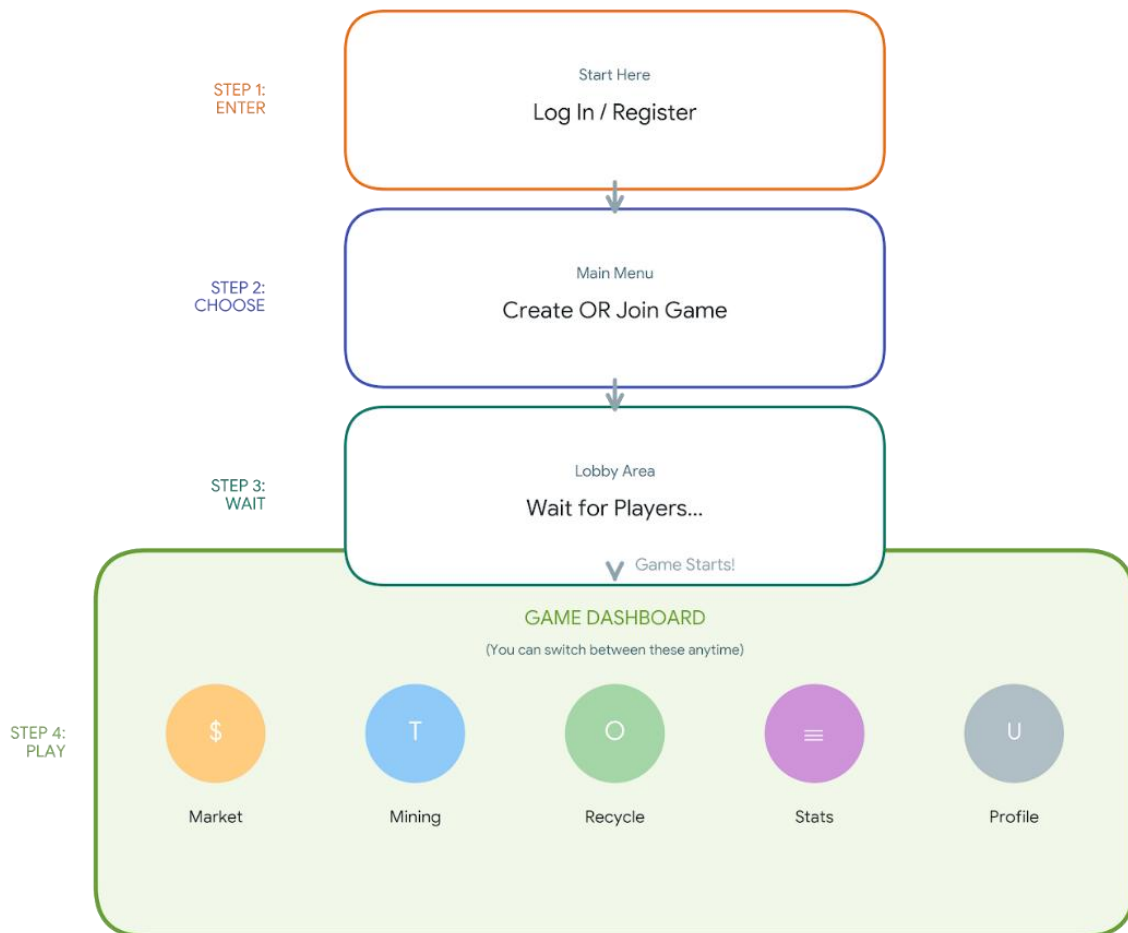 STEP 1:
ENTER
Start Here
Log In / Register
STEP 2:
CHOOSE
Main Menu
Create OR Join Game
STEP 3:
WAIT
Lobby Area
Wait for Players...
Game Starts!
GAME DASHBOARD
(You can switch between these anytime)
STEP 4:
PLAY
$
T
O
U
Market
Mining
Recycle
Stats
Profile